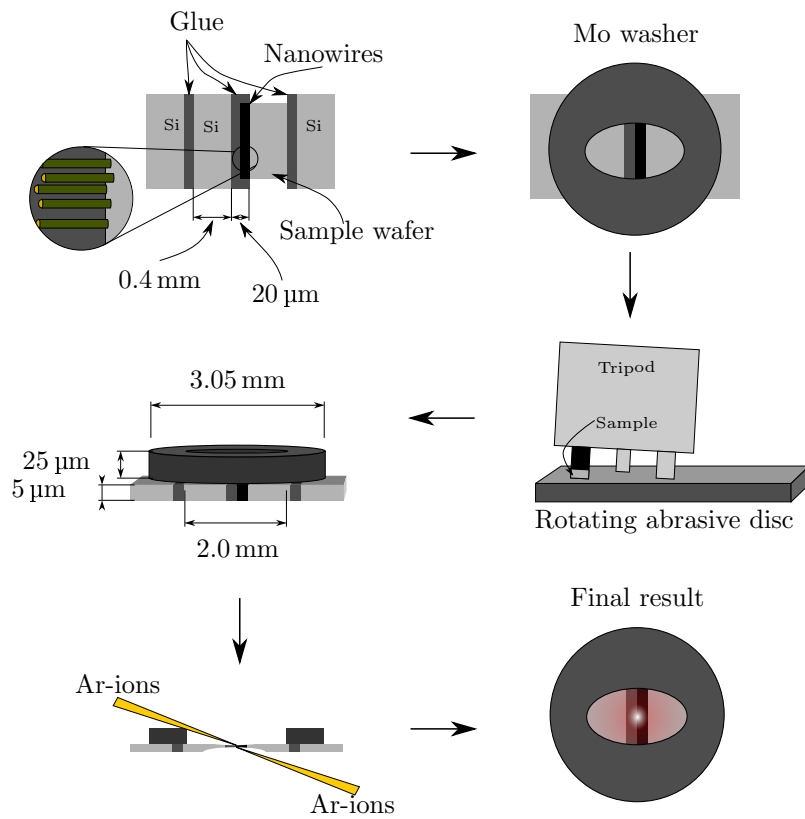 Glue
Nanowires
Si
Si
Si
Sample wafer
0.4 mm
20 µm
Mo washer
Tripod
Sample
Rotating abrasive disc
3.05 mm
25 µm
5 µm
2.0 mm
Ar-ions
Ar-ions
Final result